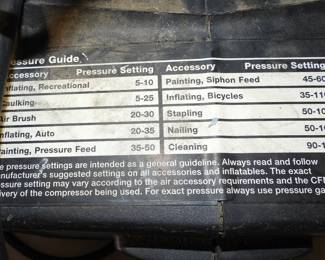 essure Guide
Accessory Pressure Setting
nflating, Recreational 5-10
aulking 5-25
Air Brush 20-30
nflating, Auto 20-35
ainting, Pressure Feed 35-50
Accessory Pressure Setting
Painting, Siphon Feed 45-60
Inflating, Bicycles 35-11
Stapling 50-10
Nailing 50-1
Cleaning 90-1
e pressure settings are intended as a general guideline. Always read and follow
nufacturer's suggested settings on all accessories and inflatables. The exact
ssure setting may vary according to the air accessory requirements and the CF
ivery of the compressor being used. For exact pressure always use pressure ga